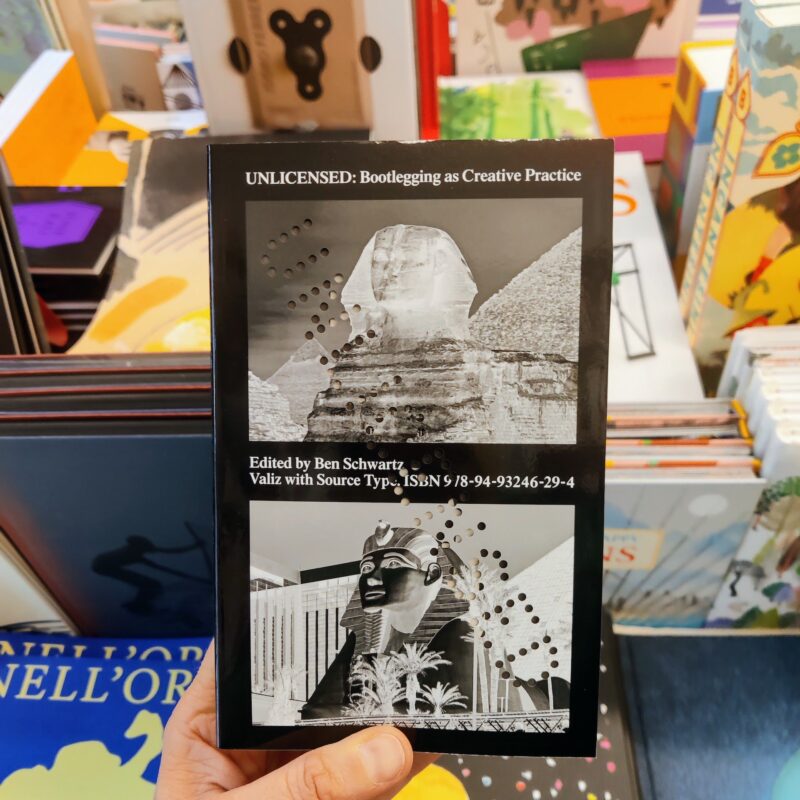 UNLICENSED: Bootlegging as Creative Practice
Edited by Ben Schwartz
Valiz with Source Type, ISBN 978-94-93246-29-4
NELL'OR
NELL'OR